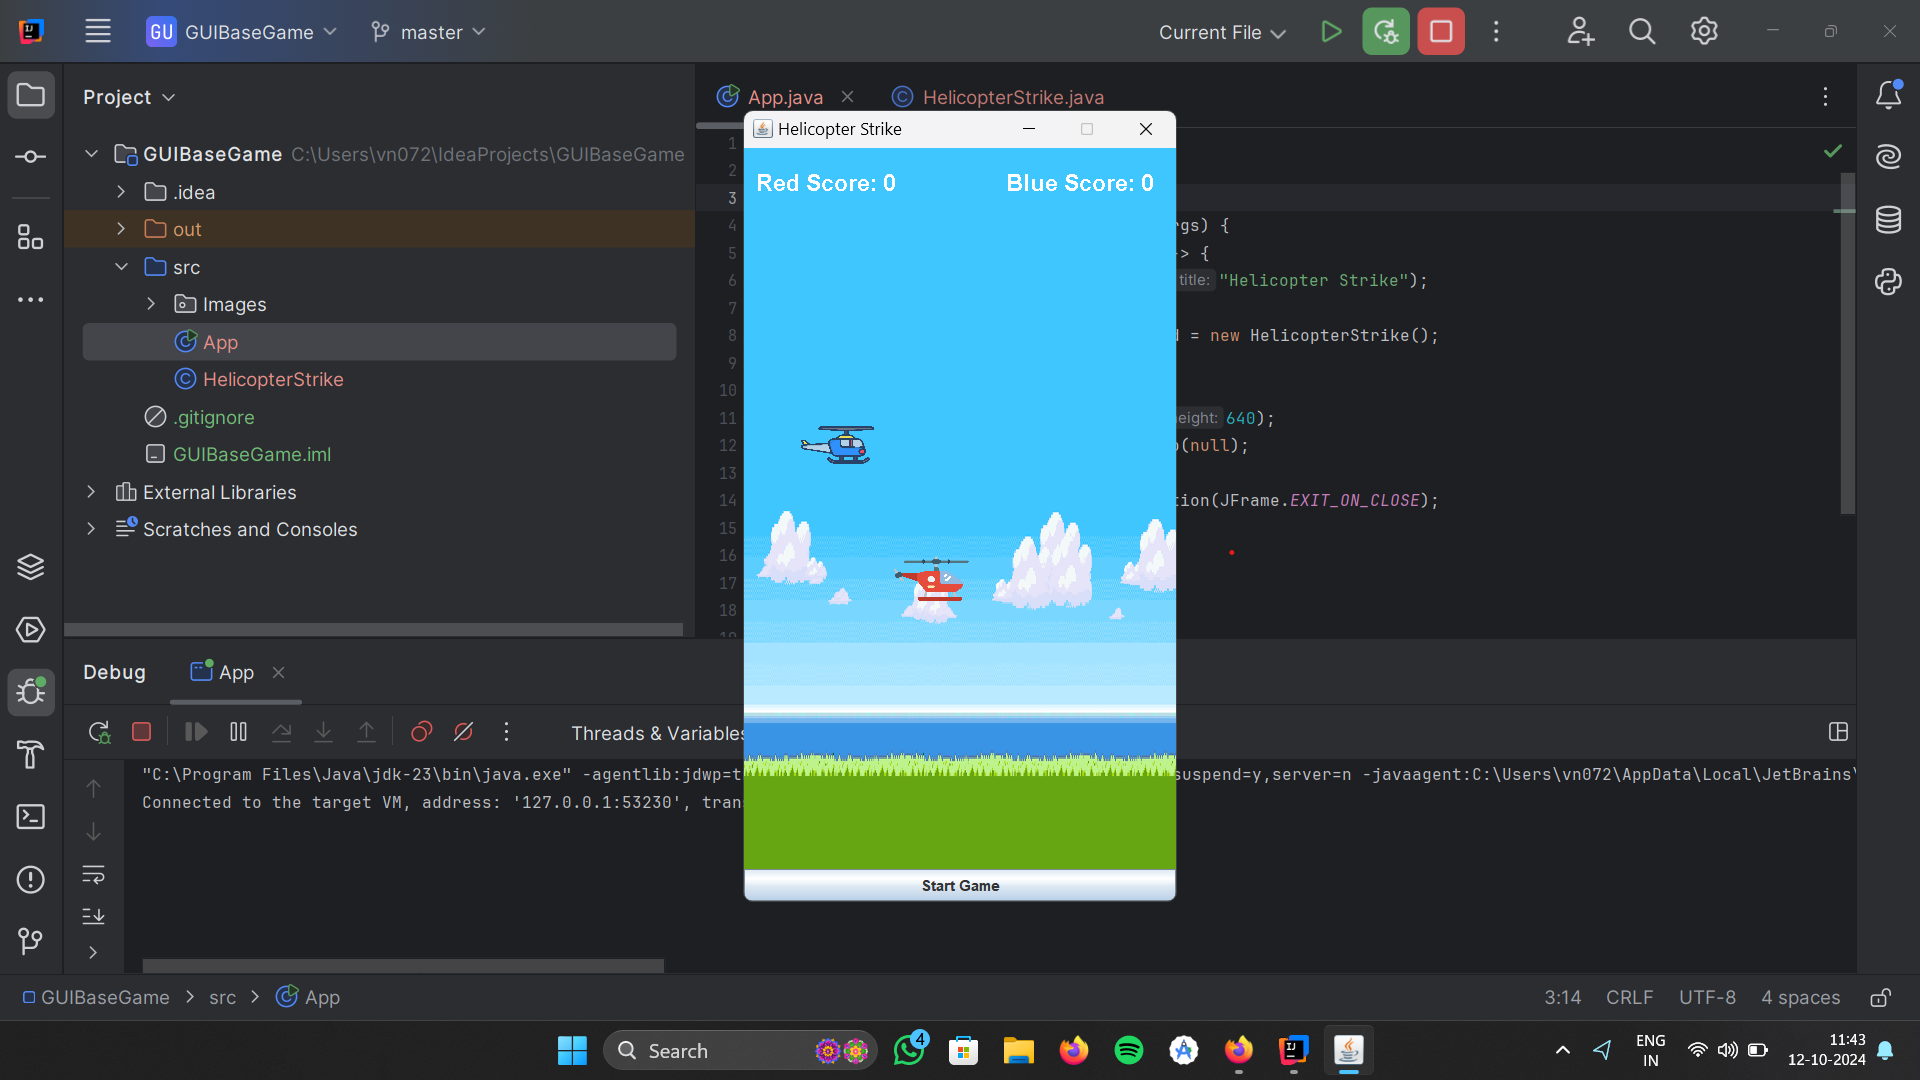 GU GUIBaseGame master Current File
Project
App.java HelicopterStrike.java
GUIBaseGame C:\Users\vn072\IdeaProjects\GUIBaseGame
.idea
out
src
Images
App
HelicopterStrike
.gitignore
GUIBaseGame.iml
External Libraries
Scratches and Consoles
1
2
3
4 rgs) {
5 -> {
6 title: "Helicopter Strike");
7
8 = new HelicopterStrike();
9
10
11 height: 640);
12 (null);
13
14 tion(JFrame.EXIT_ON_CLOSE);
15
16
17
18
Helicopter Strike
Red Score: 0 Blue Score: 0
Start Game
Debug App
Threads & Variables
"C:\Program Files\Java\jdk-23\bin\java.exe" -agentlib:jdwp=t suspend=y,server=n -javaagent:C:\Users\vn072\AppData\Local\JetBrains\
Connected to the target VM, address: '127.0.0.1:53230', tran
GUIBaseGame > src > App 3:14 CRLF UTF-8 4 spaces
Search 4 ENG 11:43
IN 12-10-2024